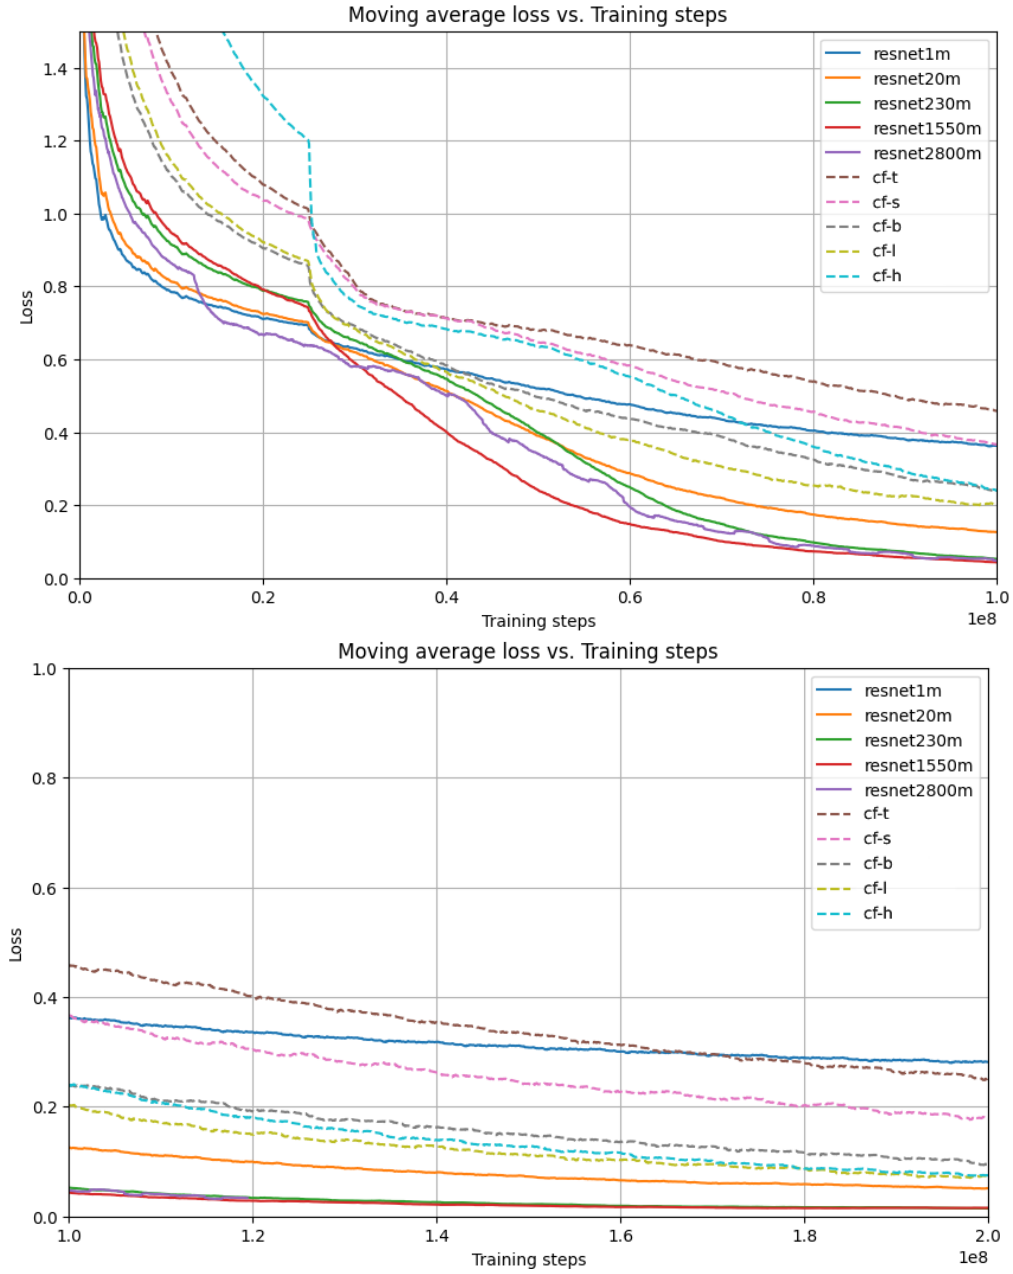 Moving average loss vs. Training steps
Loss
1.4
1.2
1.0
0.8
0.6
0.4
0.2
0.0
resnet1m
resnet20m
resnet230m
resnet1550m
resnet2800m
cf-t
cf-s
cf-b
cf-l
cf-h
0.0 0.2 0.4 0.6 0.8 1.0
1e8
Training steps
Moving average loss vs. Training steps
Loss
1.0
0.8
0.6
0.4
0.2
0.0
resnet1m
resnet20m
resnet230m
resnet1550m
resnet2800m
cf-t
cf-s
cf-b
cf-l
cf-h
1.0 1.2 1.4 1.6 1.8 2.0
1e8
Training steps